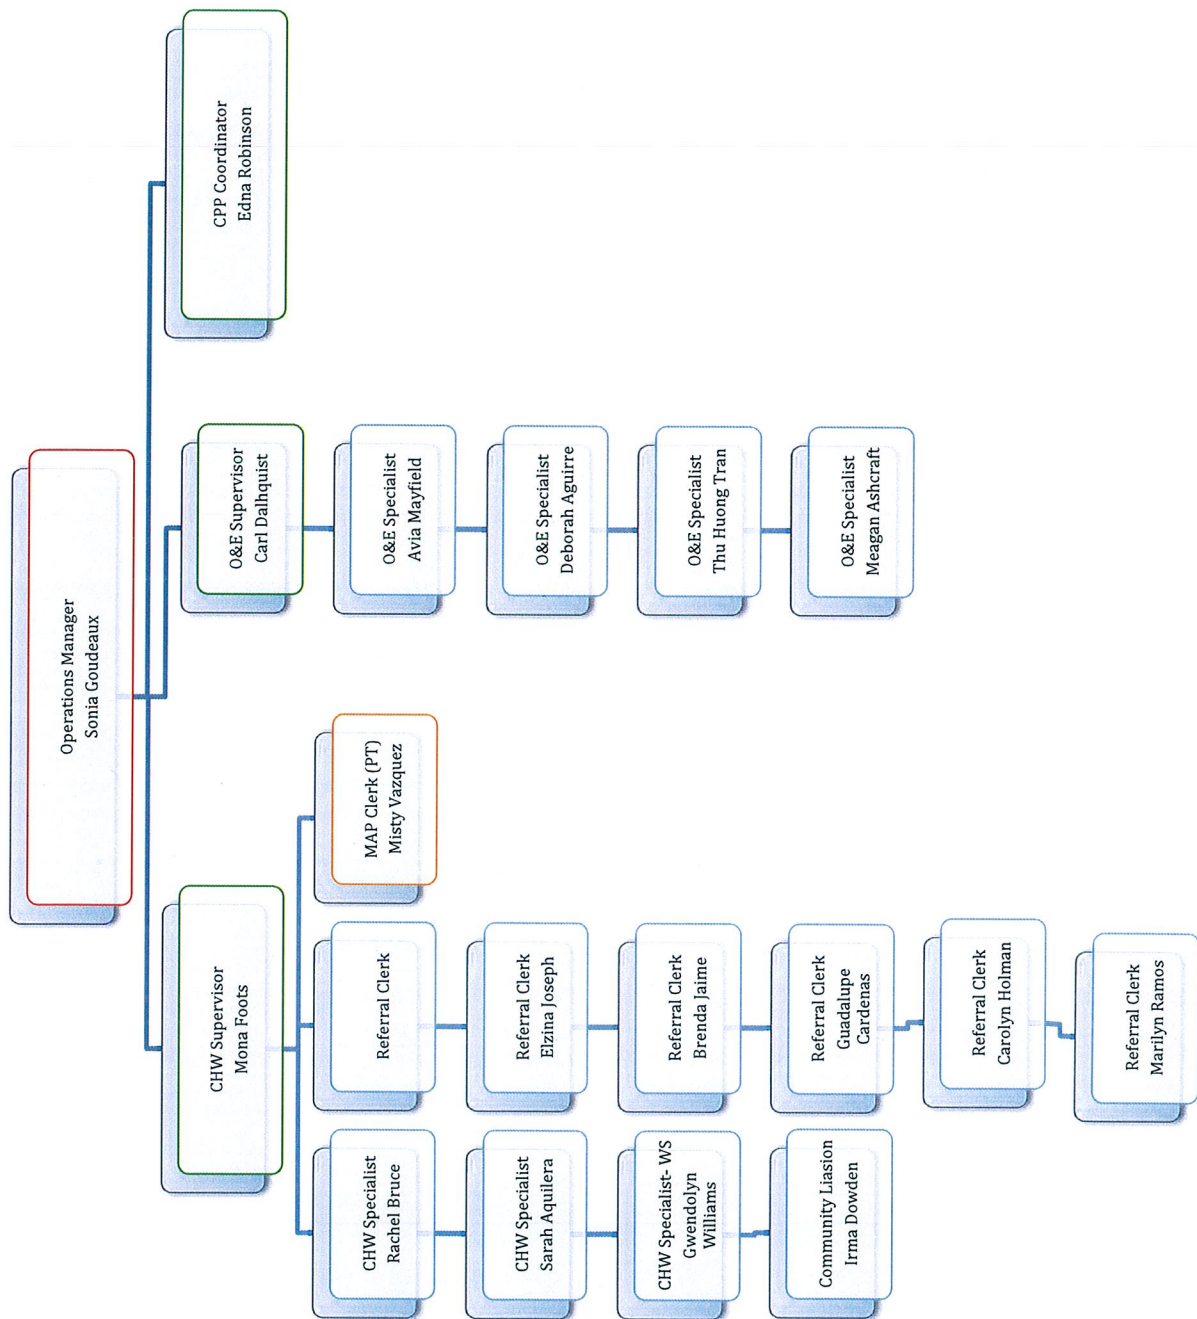 Operations Manager
Sonia Goudeaux
CHW Supervisor
Mona Foots
O&E Supervisor
Carl Dalhquist
CPP Coordinator
Edna Robinson
CHW Specialist
Rachel Bruce
Referral Clerk
MAP Clerk (PT)
Misty Vazquez
O&E Specialist
Avia Mayfield
CHW Specialist
Sarah Aquilera
Referral Clerk
Elzina Joseph
O&E Specialist
Deborah Aguirre
CHW Specialist- WS
Gwendolyn
Williams
Referral Clerk
Brenda Jaime
O&E Specialist
Thu Huong Tran
Community Liasion
Irma Dowden
Referral Clerk
Guadalupe
Cardenas
O&E Specialist
Meagan Ashcraft
Referral Clerk
Carolyn Holman
Referral Clerk
Marilyn Ramos